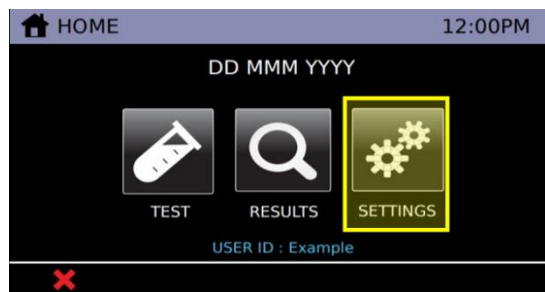 HOME 12:00PM
DD MMM YYYY
TEST RESULTS SETTINGS
USER ID : Example